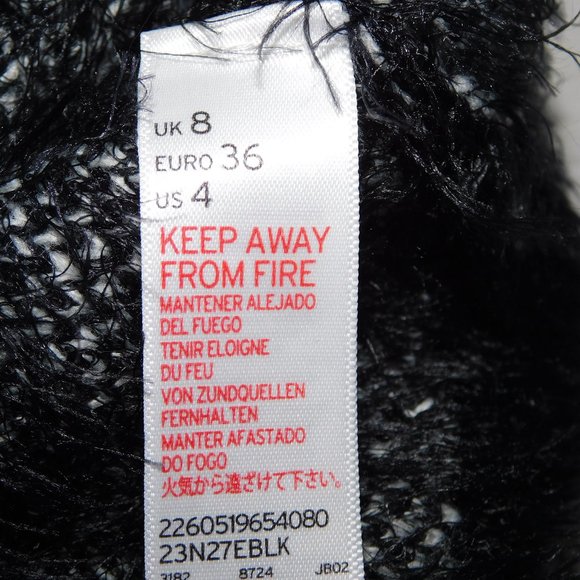 UK 8
EURO 36
US 4
KEEP AWAY
FROM FIRE
MANTENER ALEJADO
DEL FUEGO
TENIR ELOIGNE
DU FEU
VON ZUNDQUELLEN
FERNHALTEN
MANTER AFASTADO
DO FOGO
火気から遠ざけて下さい。
2260519654080
23N27EBLK
3182 8724 JB02